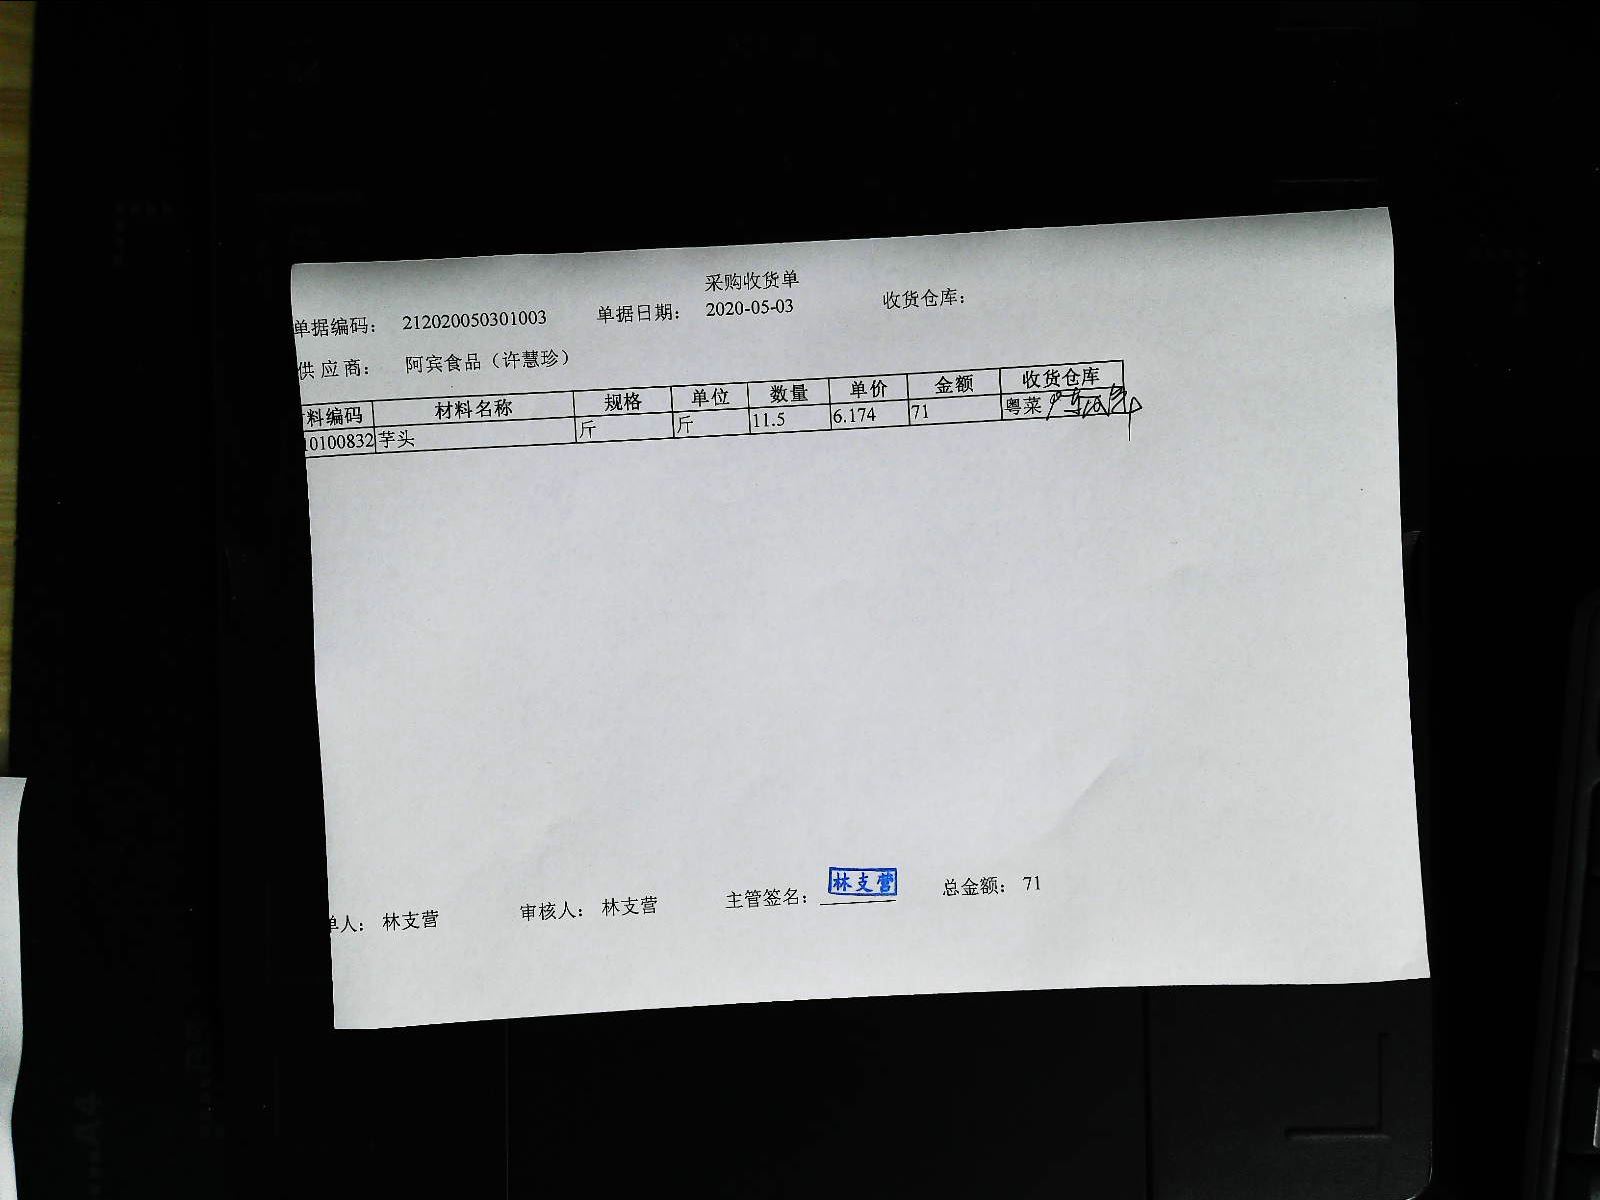 采购收货单
单据编码： 212020050301003 单据日期： 2020-05-03 收货仓库：
供应商： 阿宾食品（许慧珍）
料编码 材料名称 规格 单位 数量 单价 金额 收货仓库
10100832 芋头 斤 斤 11.5 6.174 71 粤菜
单人： 林支营 审核人： 林支营 主管签名： 林支营 总金额： 71